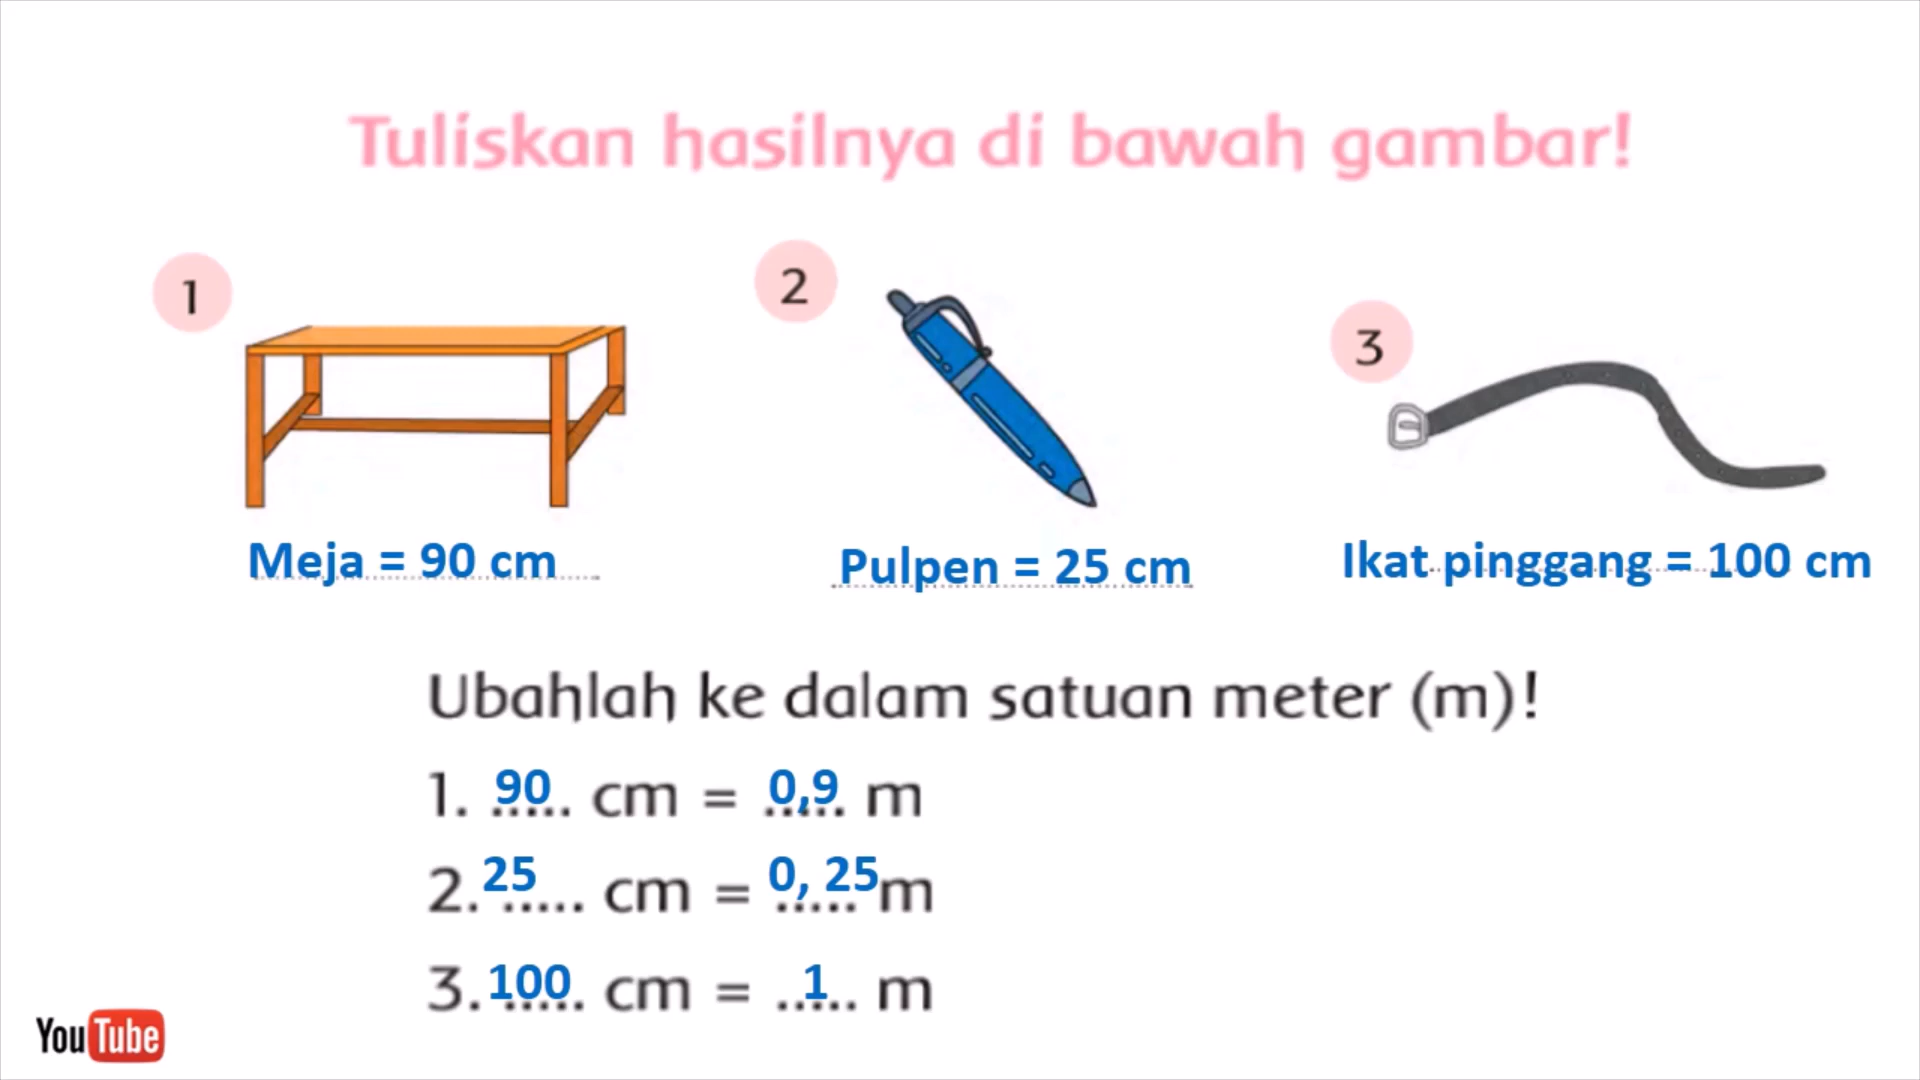 Tuliskan hasilnya di bawah gambar!
1
2
3
Meja = 90 cm
Pulpen = 25 cm
Ikat pinggang = 100 cm
Ubahlah ke dalam satuan meter (m)!
1. 90 cm = 0,9 m
2. 25 cm = 0, 25 m
3. 100 cm = 1 m
YouTube